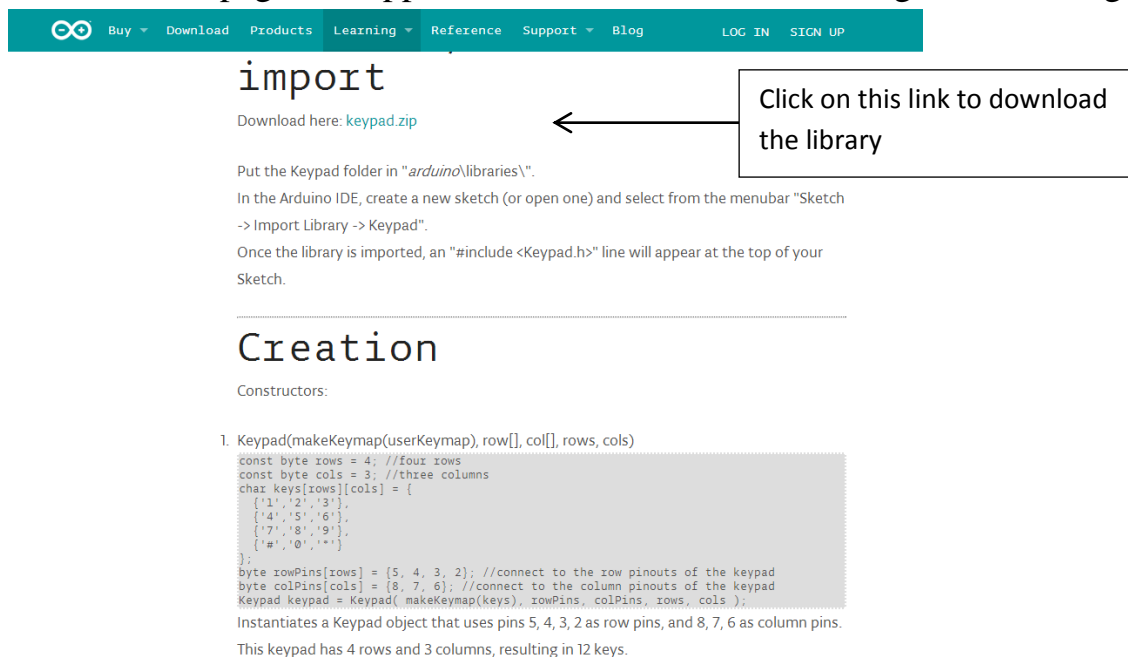 Buy Download Products Learning Reference Support Blog LOG IN SIGN UP
import
Download here: keypad.zip
Click on this link to download
the library
Put the Keypad folder in "arduino\libraries\".
In the Arduino IDE, create a new sketch (or open one) and select from the menubar "Sketch
-> Import Library -> Keypad".
Once the library is imported, an "#include <Keypad.h>" line will appear at the top of your
Sketch.
Creation
Constructors:
1. Keypad(makeKeymap(userKeymap), row[], col[], rows, cols)
const byte rows = 4; //four rows
const byte cols = 3; //three columns
char keys[rows][cols] = {
{'1','2','3'},
{'4','5','6'},
{'7','8','9'},
{'#','0','*'}
};
byte rowPins[rows] = {5, 4, 3, 2}; //connect to the row pinouts of the keypad
byte colPins[cols] = {8, 7, 6}; //connect to the column pinouts of the keypad
Keypad keypad = Keypad( makeKeymap(keys), rowPins, colPins, rows, cols );
Instantiates a Keypad object that uses pins 5, 4, 3, 2 as row pins, and 8, 7, 6 as column pins.
This keypad has 4 rows and 3 columns, resulting in 12 keys.